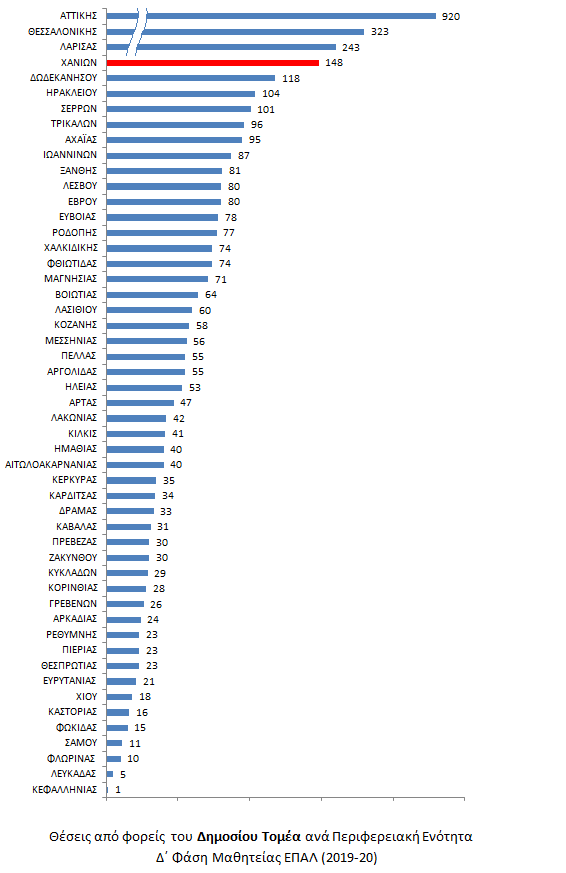 ΑΤΤΙΚΗΣ 920
ΘΕΣΣΑΛΟΝΙΚΗΣ 323
ΛΑΡΙΣΑΣ 243
ΧΑΝΙΩΝ 148
ΔΩΔΕΚΑΝΗΣΟΥ 118
ΗΡΑΚΛΕΙΟΥ 104
ΣΕΡΡΩΝ 101
ΤΡΙΚΑΛΩΝ 96
ΑΧΑΪΑΣ 95
ΙΩΑΝΝΙΝΩΝ 87
ΞΑΝΘΗΣ 81
ΛΕΣΒΟΥ 80
ΕΒΡΟΥ 80
ΕΥΒΟΙΑΣ 78
ΡΟΔΟΠΗΣ 77
ΧΑΛΚΙΔΙΚΗΣ 74
ΦΘΙΩΤΙΔΑΣ 74
ΜΑΓΝΗΣΙΑΣ 71
ΒΟΙΩΤΙΑΣ 64
ΛΑΣΙΘΙΟΥ 60
ΚΟΖΑΝΗΣ 58
ΜΕΣΣΗΝΙΑΣ 56
ΠΕΛΛΑΣ 55
ΑΡΓΟΛΙΔΑΣ 55
ΗΛΕΙΑΣ 53
ΑΡΤΑΣ 47
ΛΑΚΩΝΙΑΣ 42
ΚΙΛΚΙΣ 41
ΗΜΑΘΙΑΣ 40
ΑΙΤΩΛΟΑΚΑΡΝΑΝΙΑΣ 40
ΚΕΡΚΥΡΑΣ 35
ΚΑΡΔΙΤΣΑΣ 34
ΔΡΑΜΑΣ 33
ΚΑΒΑΛΑΣ 31
ΠΡΕΒΕΖΑΣ 30
ΖΑΚΥΝΘΟΥ 30
ΚΥΚΛΑΔΩΝ 29
ΚΟΡΙΝΘΙΑΣ 28
ΓΡΕΒΕΝΩΝ 26
ΑΡΚΑΔΙΑΣ 24
ΡΕΘΥΜΝΗΣ 23
ΠΙΕΡΙΑΣ 23
ΘΕΣΠΡΩΤΙΑΣ 23
ΕΥΡΥΤΑΝΙΑΣ 21
ΧΙΟΥ 18
ΚΑΣΤΟΡΙΑΣ 16
ΦΩΚΙΔΑΣ 15
ΣΑΜΟΥ 11
ΦΛΩΡΙΝΑΣ 10
ΛΕΥΚΑΔΑΣ 5
ΚΕΦΑΛΛΗΝΙΑΣ 1
Θέσεις από φορείς του Δημοσίου Τομέα ανά Περιφερειακή Ενότητα
Δ΄ Φάση Μαθητείας ΕΠΑΛ (2019-20)